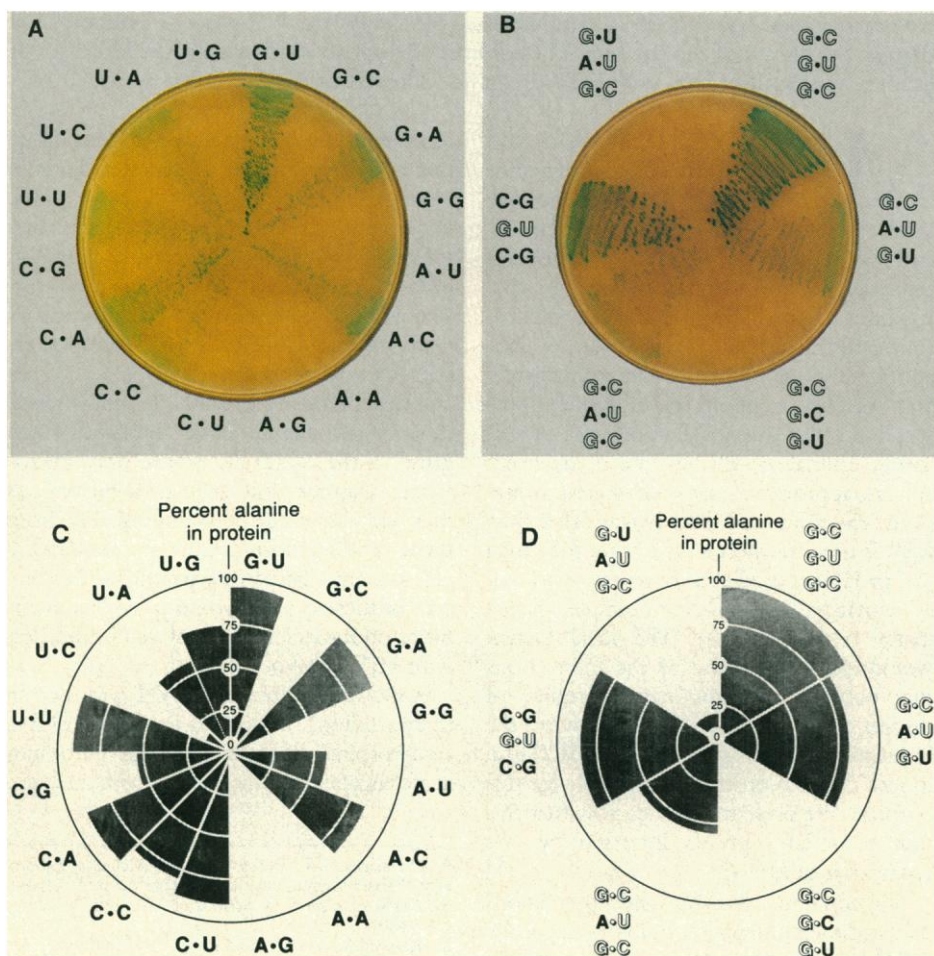 A
U•G G•U
U•A G•C
U•C G•A
U•U G•G
C•G A•U
C•A A•C
C•C A•A
C•U A•G
B
G•U
A•U
G•C
G•C
G•U
G•C
C•G
G•U
C•G
G•C
A•U
G•U
G•C
A•U
G•C
G•C
G•C
G•U
C
Percent alanine
in protein
U•G G•U
U•A G•C
U•C G•A
U•U G•G
C•G A•U
C•A A•C
C•C A•A
C•U A•G
100
75
50
25
0
D
Percent alanine
in protein
G•U
A•U
G•C
G•C
G•U
G•C
100
75
50
25
0
C•G
G•U
C•G
G•C
A•U
G•U
G•C
A•U
G•C
G•C
G•C
G•U